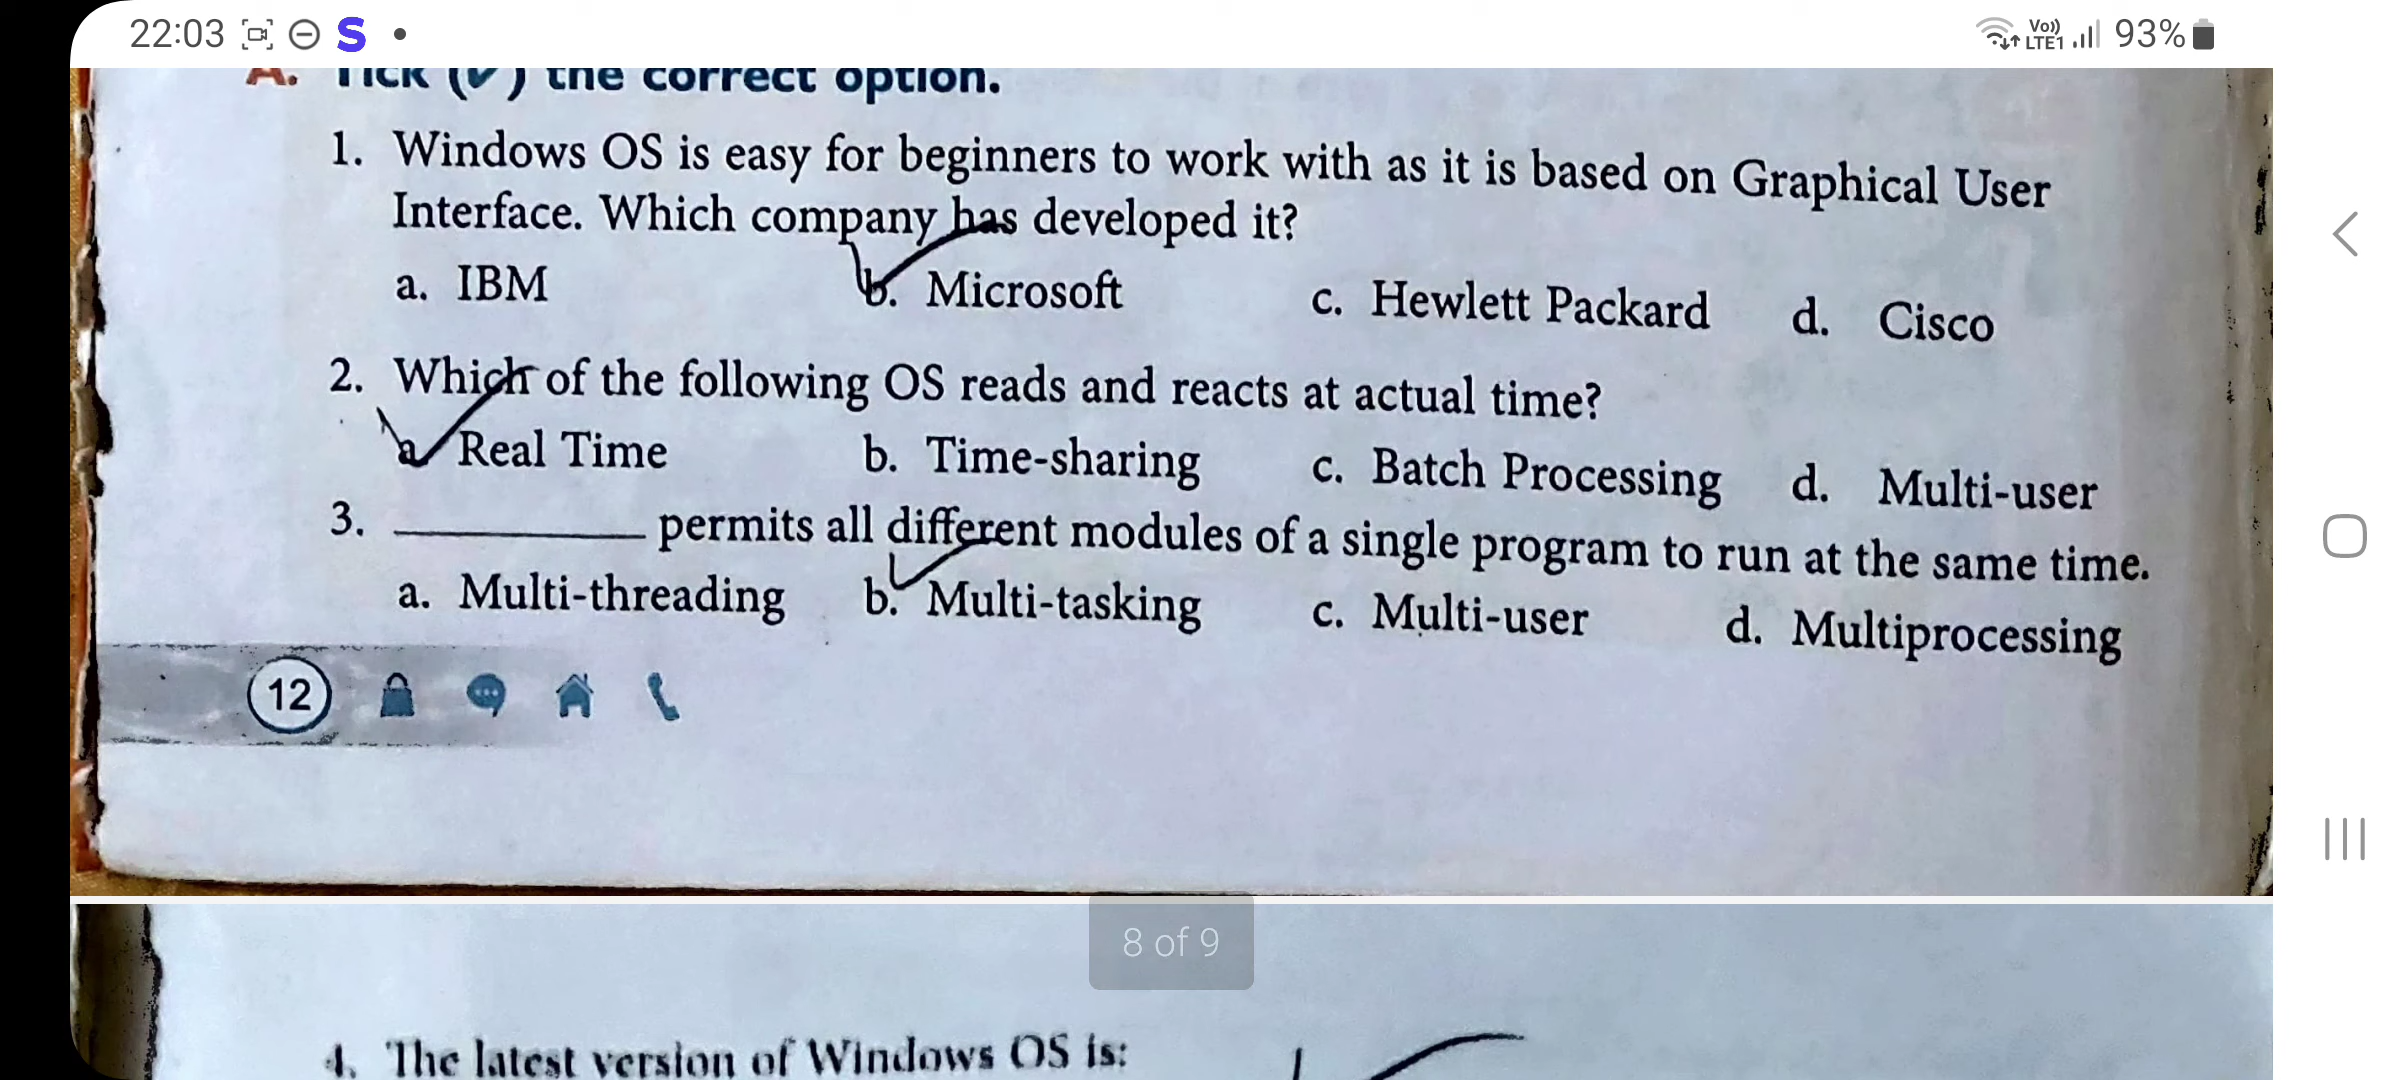 22:03 S
Vo)) LTE1 93%
A. Tick (✓) the correct option.
1. Windows OS is easy for beginners to work with as it is based on Graphical User
Interface. Which company has developed it?
a. IBM b. Microsoft c. Hewlett Packard d. Cisco
2. Which of the following OS reads and reacts at actual time?
a. Real Time b. Time-sharing c. Batch Processing d. Multi-user
3. __________ permits all different modules of a single program to run at the same time.
a. Multi-threading b. Multi-tasking c. Multi-user d. Multiprocessing
12
8 of 9
4. The latest version of Windows OS is: